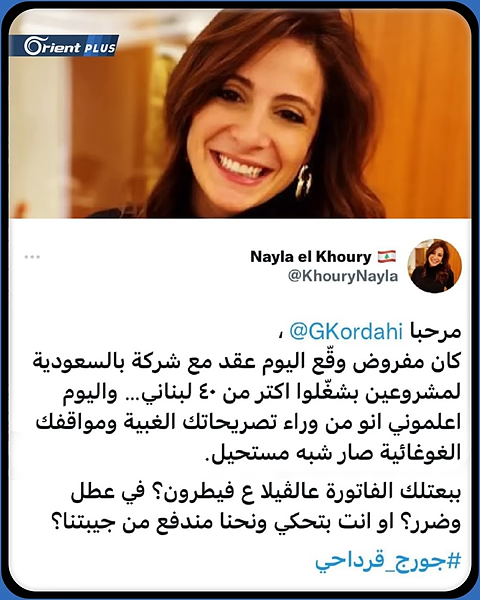 Orient PLUS
Nayla el Khoury 🇱🇧
@KhouryNayla
مرحبا @GKordahi ،
كان مفروض وقّع اليوم عقد مع شركة بالسعودية
لمشروعين بشغّلوا اكتر من ٤٠ لبناني... واليوم
اعلموني انو من وراء تصريحاتك الغبية ومواقفك
الغوغائية صار شبه مستحيل.
ببعتلك الفاتورة عالڤيلا ع فيطرون؟ في عطل
وضرر؟ او انت بتحكي ونحنا مندفع من جيبتنا؟
#جورج_قرداحي